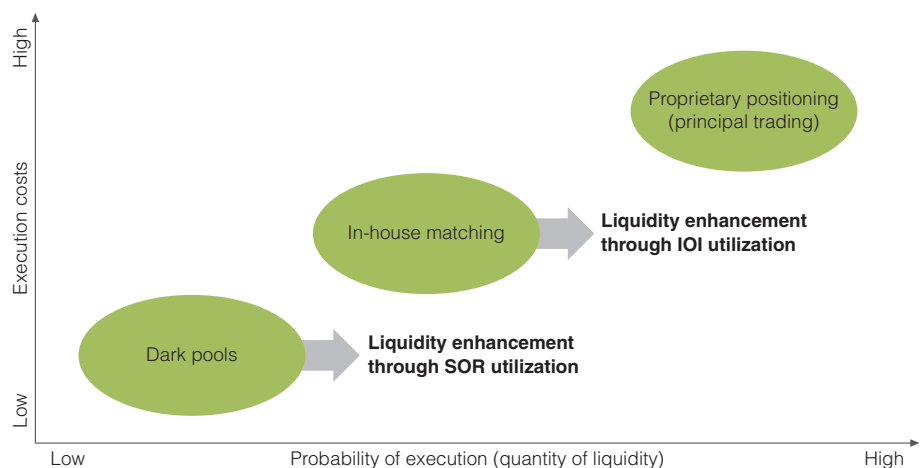 High
Proprietary positioning
(principal trading)
Execution costs
In-house matching
Liquidity enhancement
through IOI utilization
Dark pools
Liquidity enhancement
through SOR utilization
Low
Low
Probability of execution (quantity of liquidity)
High